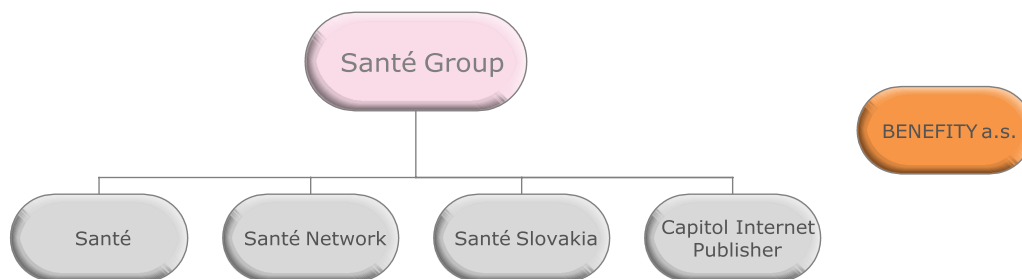 Santé Group
BENEFITY a.s.
Santé
Santé Network
Santé Slovakia
Capitol Internet
Publisher